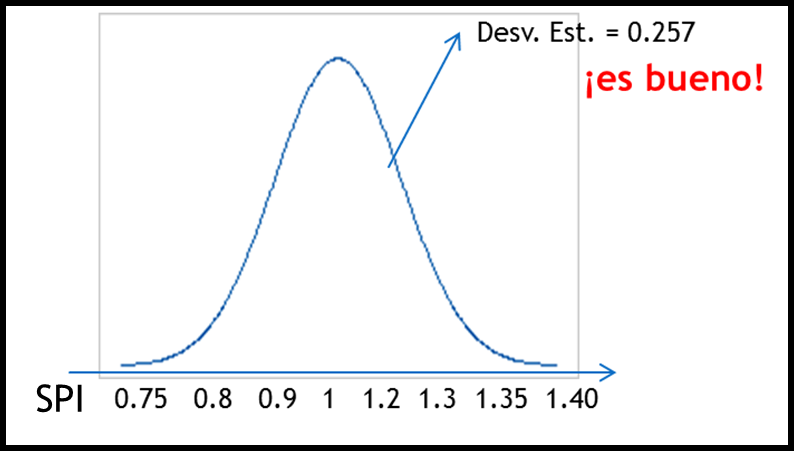 Desv. Est. = 0.257
¡es bueno!
SPI 0.75 0.8 0.9 1 1.2 1.3 1.35 1.40